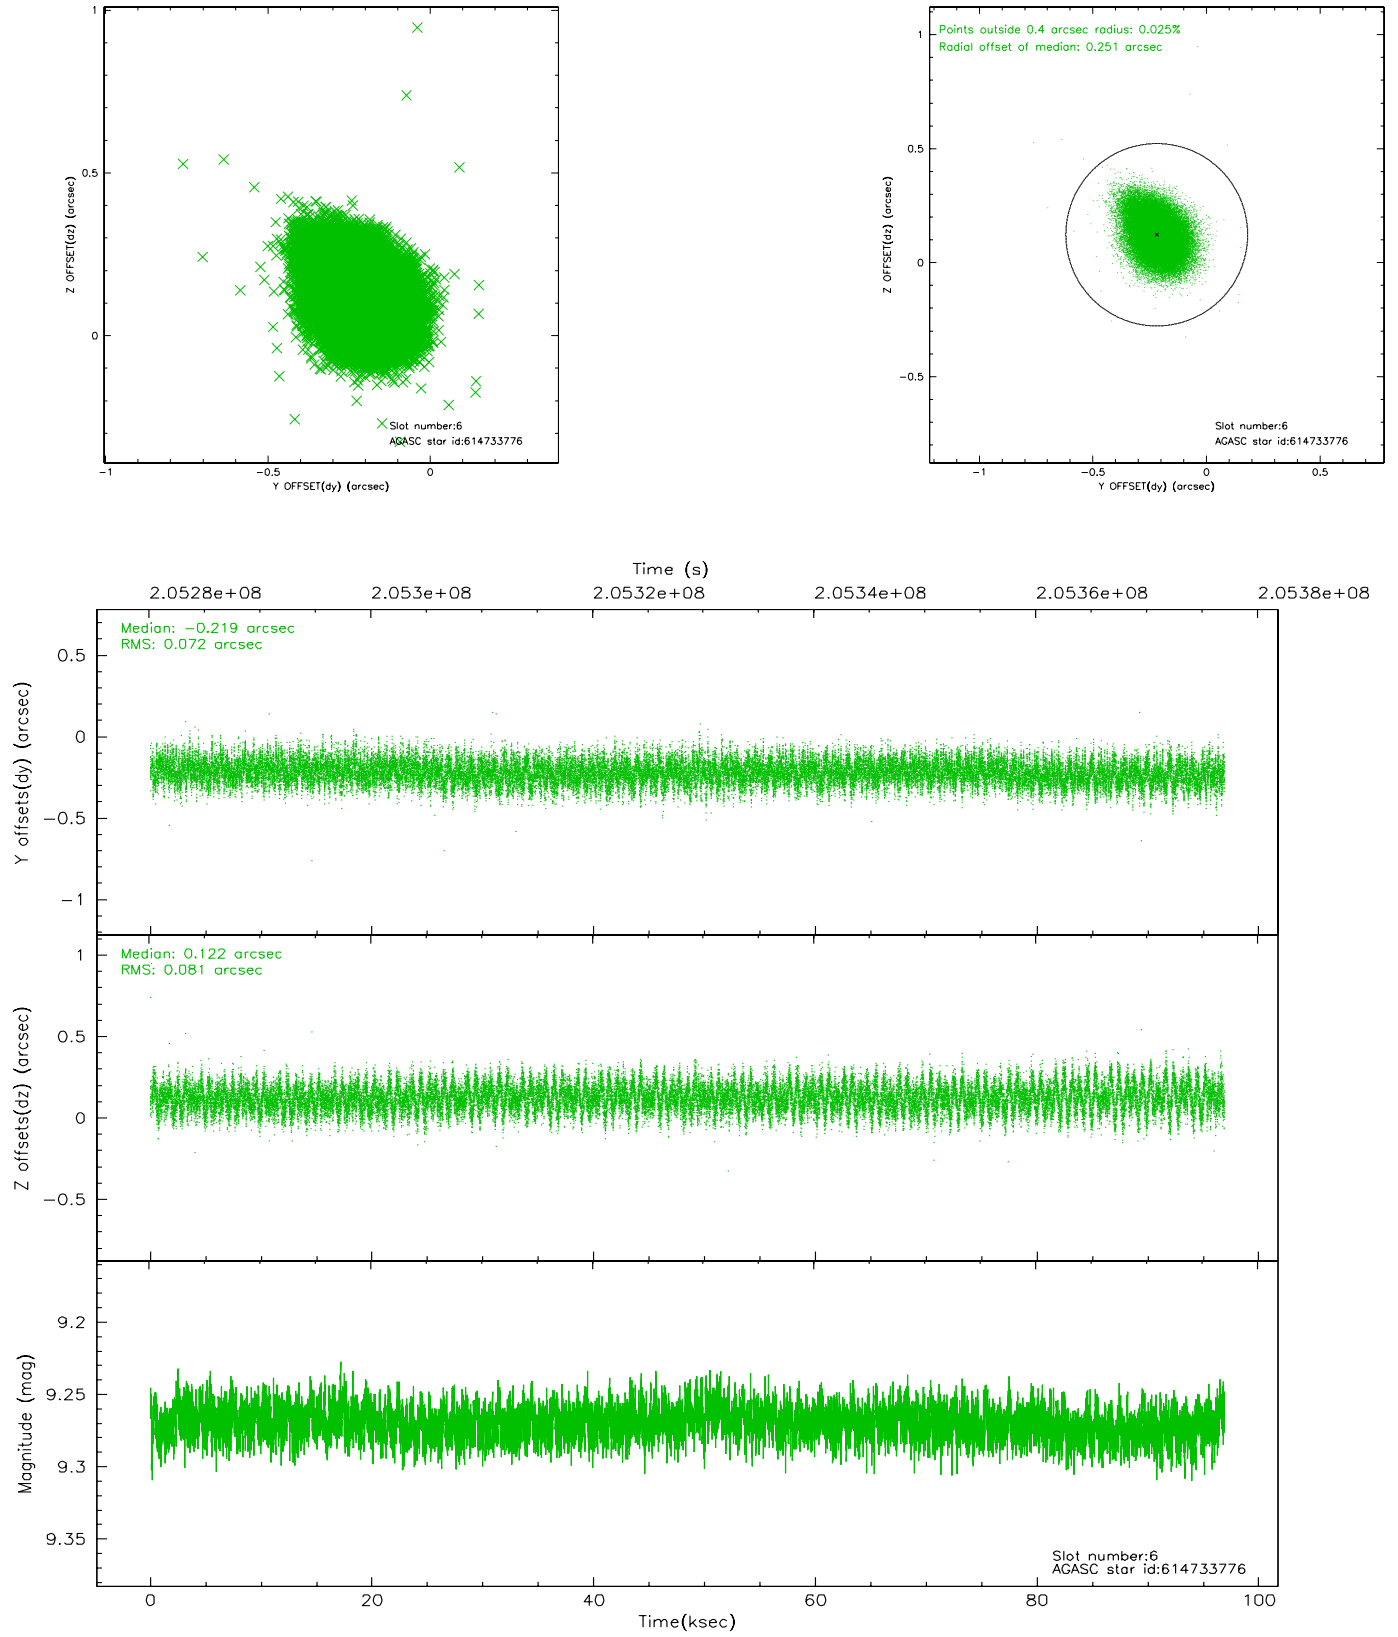 1
0.5
0
-1
-0.5
0
Z OFFSET(dz) (arcsec)
Y OFFSET(dy) (arcsec)
Slot number:6
AGASC star id:614733776
Points outside 0.4 arcsec radius: 0.025%
Radial offset of median: 0.251 arcsec
1
0.5
0
-0.5
-1
-0.5
0
0.5
Z OFFSET(dz) (arcsec)
Y OFFSET(dy) (arcsec)
Slot number:6
AGASC star id:614733776
Time (s)
2.0528e+08 2.053e+08 2.0532e+08 2.0534e+08 2.0536e+08 2.0538e+08
Median: -0.219 arcsec
RMS: 0.072 arcsec
0.5
0
-0.5
-1
Y offsets(dy) (arcsec)
Median: 0.122 arcsec
RMS: 0.081 arcsec
1
0.5
0
-0.5
Z offsets(dz) (arcsec)
9.2
9.25
9.3
9.35
Magnitude (mag)
Slot number:6
AGASC star id:614733776
0 20 40 60 80 100
Time(ksec)